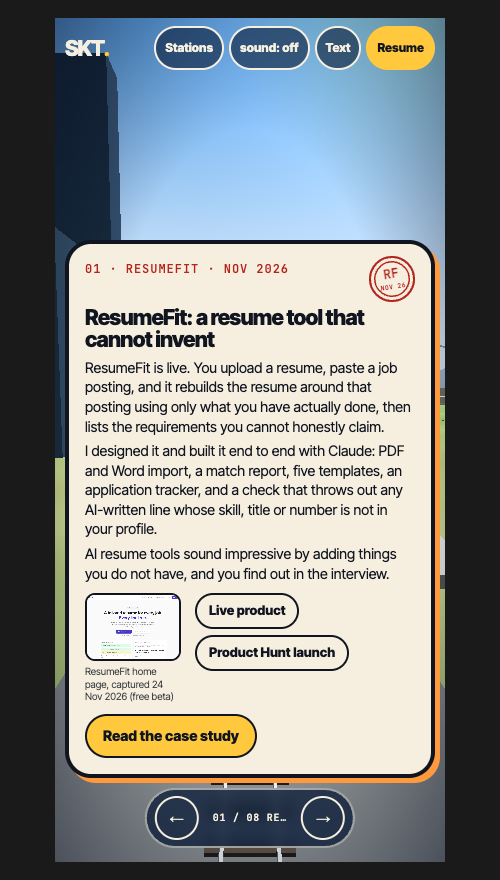 SKT.
Stations
sound: off
Text
Resume
01 · RESUMEFIT · NOV 2026
RF
NOV 26
ResumeFit: a resume tool that
cannot invent
ResumeFit is live. You upload a resume, paste a job
posting, and it rebuilds the resume around that
posting using only what you have actually done, then
lists the requirements you cannot honestly claim.
I designed it and built it end to end with Claude: PDF
and Word import, a match report, five templates, an
application tracker, and a check that throws out any
AI-written line whose skill, title or number is not in
your profile.
AI resume tools sound impressive by adding things
you do not have, and you find out in the interview.
Live product
Product Hunt launch
ResumeFit home
page, captured 24
Nov 2026 (free beta)
Read the case study
←
01 / 08 RE…
→